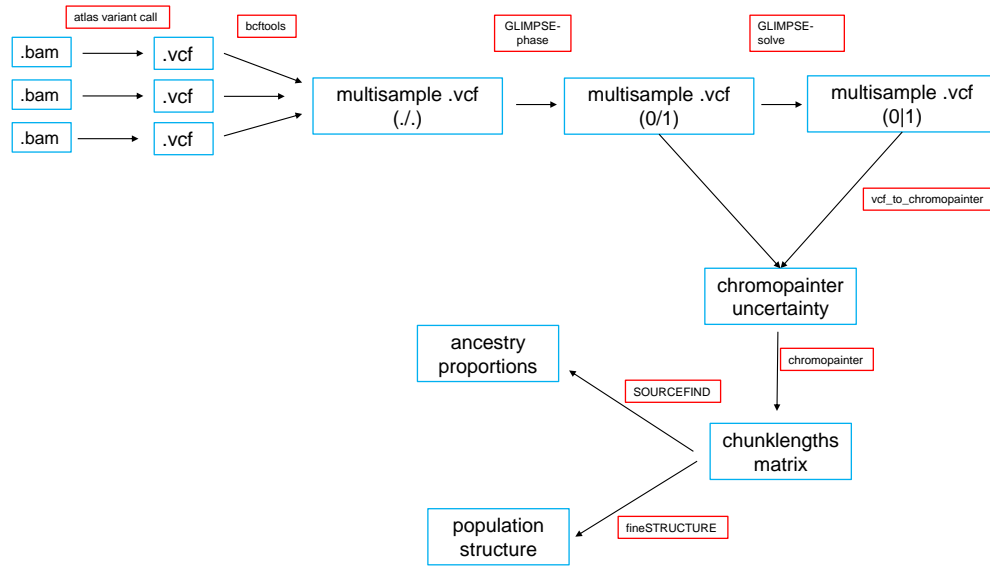 atlas variant call
bcftools
GLIMPSE-
phase
GLIMPSE-
solve
.bam
.vcf
.bam
.vcf
.bam
.vcf
multisample .vcf
(./.)
multisample .vcf
(0/1)
multisample .vcf
(0|1)
vcf_to_chromopainter
chromopainter
uncertainty
chromopainter
ancestry
proportions
SOURCEFIND
chunklengths
matrix
population
structure
fineSTRUCTURE